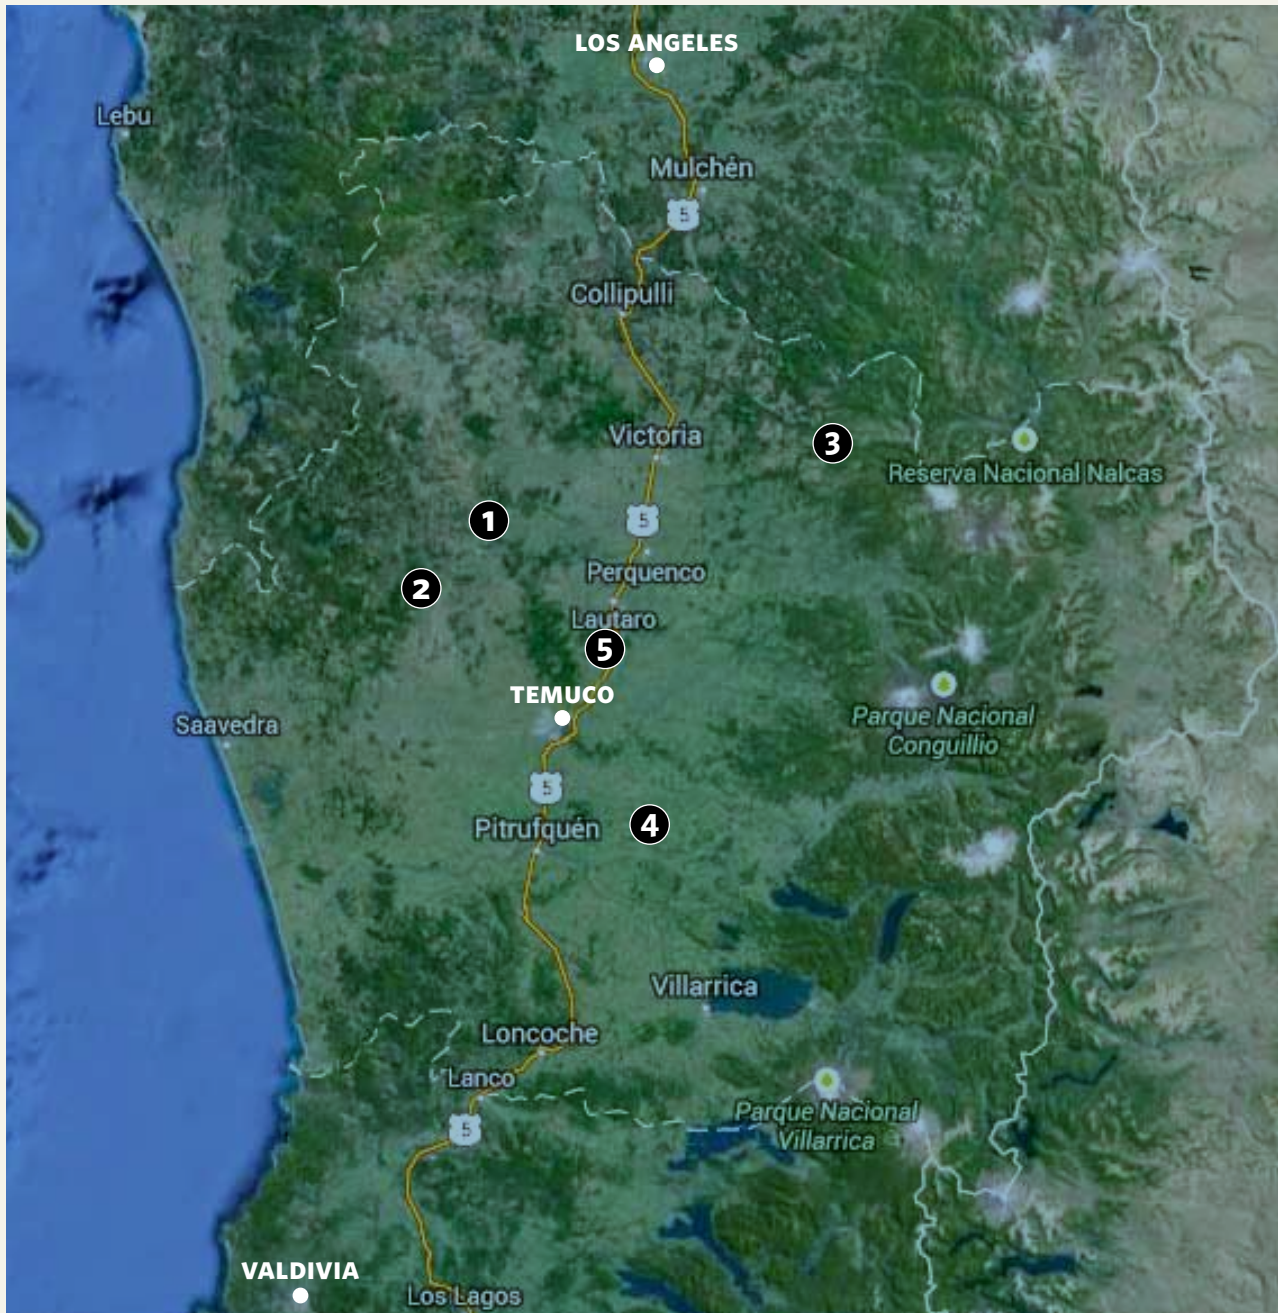 LOS ANGELES
Lebu
Mulchén
5
Collipulli
Victoria
3
Reserva Nacional Nalcas
1
5
Perquenco
2
Lautaro
5
TEMUCO
Saavedra
Parque Nacional
Conguillio
5
Pitrufquén
4
Villarrica
Loncoche
Lanco
Parque Nacional
Villarrica
5
VALDIVIA
Los Lagos